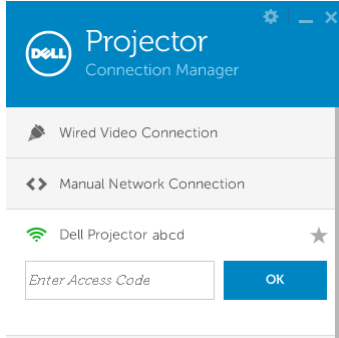 DELL
Projector
Connection Manager
Wired Video Connection
Manual Network Connection
Dell Projector abcd
Enter Access Code
OK